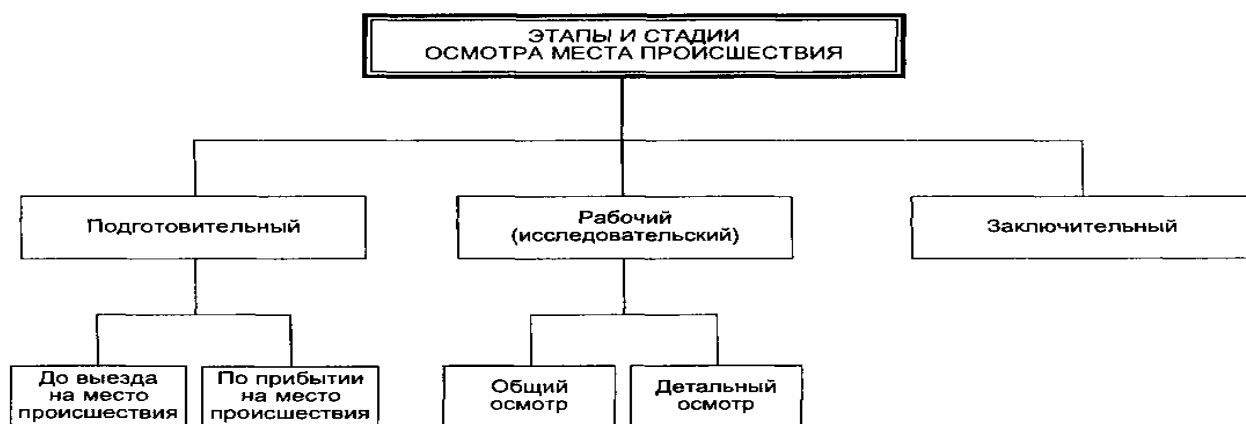 ЭТАПЫ И СТАДИИ
ОСМОТРА МЕСТА ПРОИСШЕСТВИЯ
Подготовительный
Рабочий
(исследовательский)
Заключительный
До выезда
на место
происшествия
По прибытии
на место
происшествия
Общий
осмотр
Детальный
осмотр